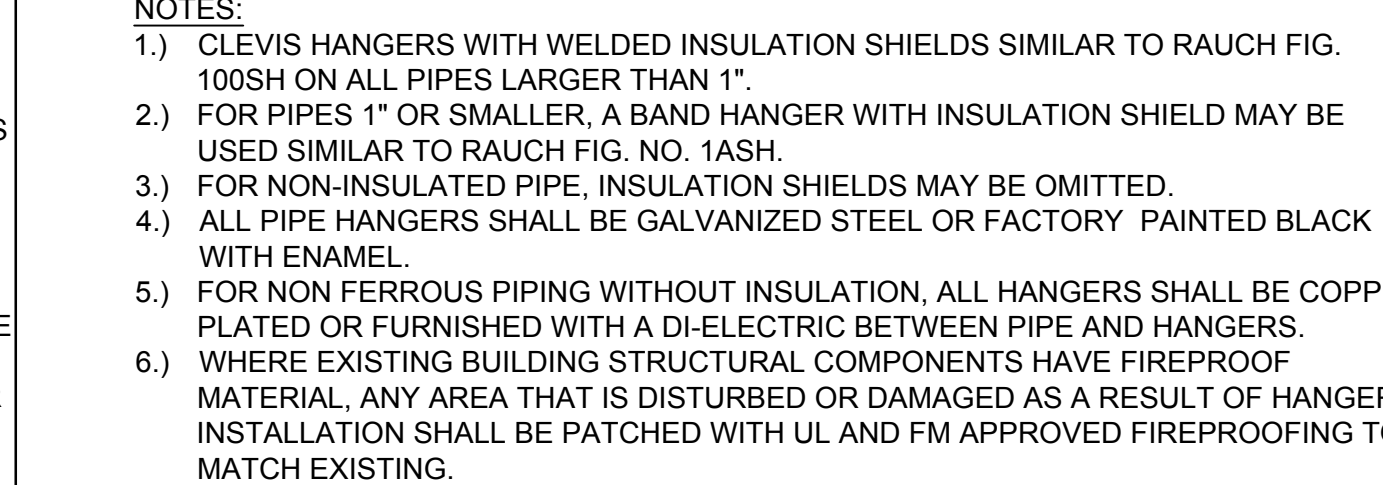 NOTES:
1.) CLEVIS HANGERS WITH WELDED INSULATION SHIELDS SIMILAR TO RAUCH FIG.
100SH ON ALL PIPES LARGER THAN 1".
2.) FOR PIPES 1" OR SMALLER, A BAND HANGER WITH INSULATION SHIELD MAY BE
USED SIMILAR TO RAUCH FIG. NO. 1ASH.
3.) FOR NON-INSULATED PIPE, INSULATION SHIELDS MAY BE OMITTED.
4.) ALL PIPE HANGERS SHALL BE GALVANIZED STEEL OR FACTORY PAINTED BLACK
WITH ENAMEL.
5.) FOR NON FERROUS PIPING WITHOUT INSULATION, ALL HANGERS SHALL BE COPP
PLATED OR FURNISHED WITH A DI-ELECTRIC BETWEEN PIPE AND HANGERS.
6.) WHERE EXISTING BUILDING STRUCTURAL COMPONENTS HAVE FIREPROOF
MATERIAL, ANY AREA THAT IS DISTURBED OR DAMAGED AS A RESULT OF HANGER
INSTALLATION SHALL BE PATCHED WITH UL AND FM APPROVED FIREPROOFING TO
MATCH EXISTING.